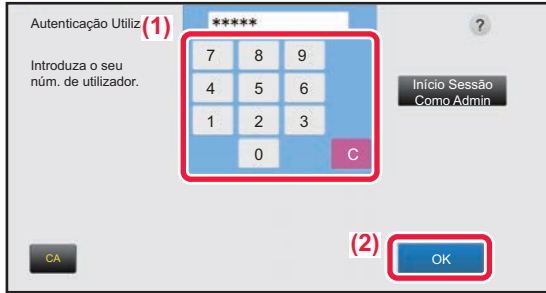 Autenticação Utiliz
(1)
*****
?
Introduza o seu
núm. de utilizador.
7 8 9
4 5 6
1 2 3
0 C
Início Sessão
Como Admin
(2)
CA
OK